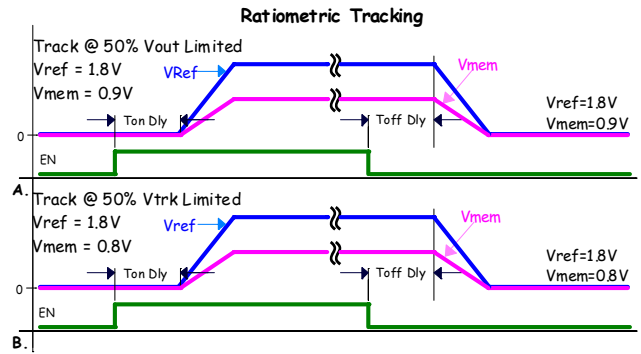 Ratiometric Tracking
Track @ 50% Vout Limited
Vref = 1.8V
VRef
Vmem
Vmem = 0.9V
Vref=1.8V
Ton Dly
Toff Dly
Vmem=0.9V
0
EN
A.
Track @ 50% Vtrk Limited
Vref = 1.8V
Vref
Vmem
Vmem = 0.8V
Vref=1.8V
Ton Dly
Toff Dly
Vmem=0.8V
0
EN
B.